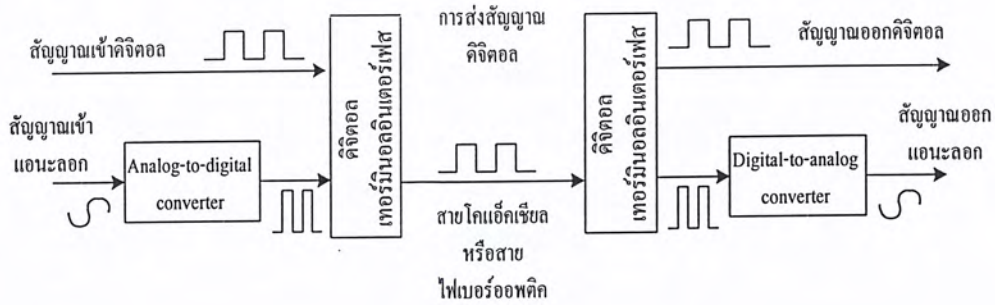 สัญญาณเข้าดิจิตอล
สัญญาณเข้า
แอนะลอก
Analog-to-digital
converter
ดิจิตอล
เทอร์มินอลอินเตอร์เฟส
การส่งสัญญาณ
ดิจิตอล
สายโคแอ็คเชียล
หรือสาย
ไฟเบอร์ออพติค
ดิจิตอล
เทอร์มินอลอินเตอร์เฟส
สัญญาณออกดิจิตอล
สัญญาณออก
แอนะลอก
Digital-to-analog
converter